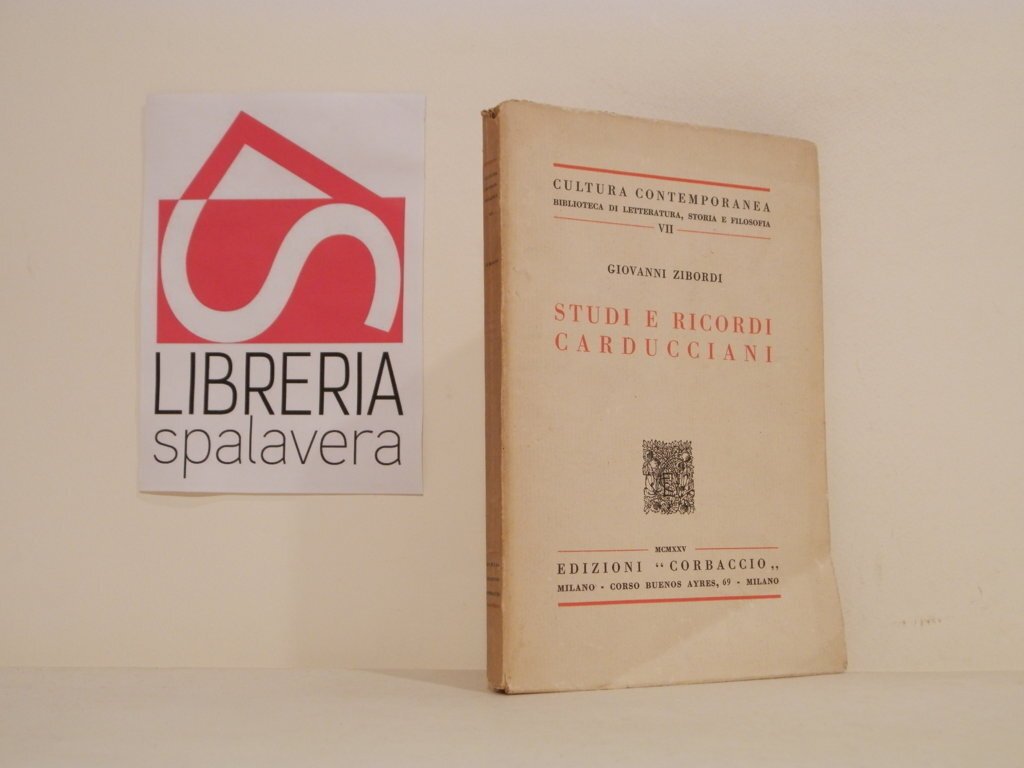 LIBRERIA
spalavera
CULTURA CONTEMPORANEA
BIBLIOTECA DI LETTERATURA, STORIA E FILOSOFIA
VII
GIOVANNI ZIBORDI
STUDI E RICORDI
CARDUCCIANI
MCMXXV
EDIZIONI “ CORBACCIO „
MILANO - CORSO BUENOS AYRES, 69 - MILANO